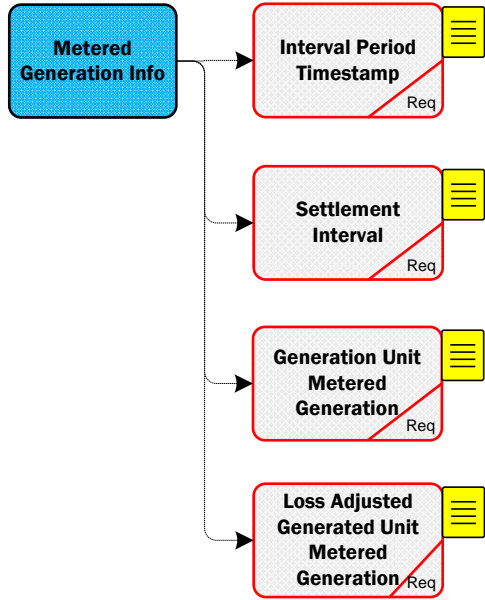 Metered
Generation Info
Interval Period
Timestamp
Req
Settlement
Interval
Req
Generation Unit
Metered
Generation
Req
Loss Adjusted
Generated Unit
Metered
Generation
Req